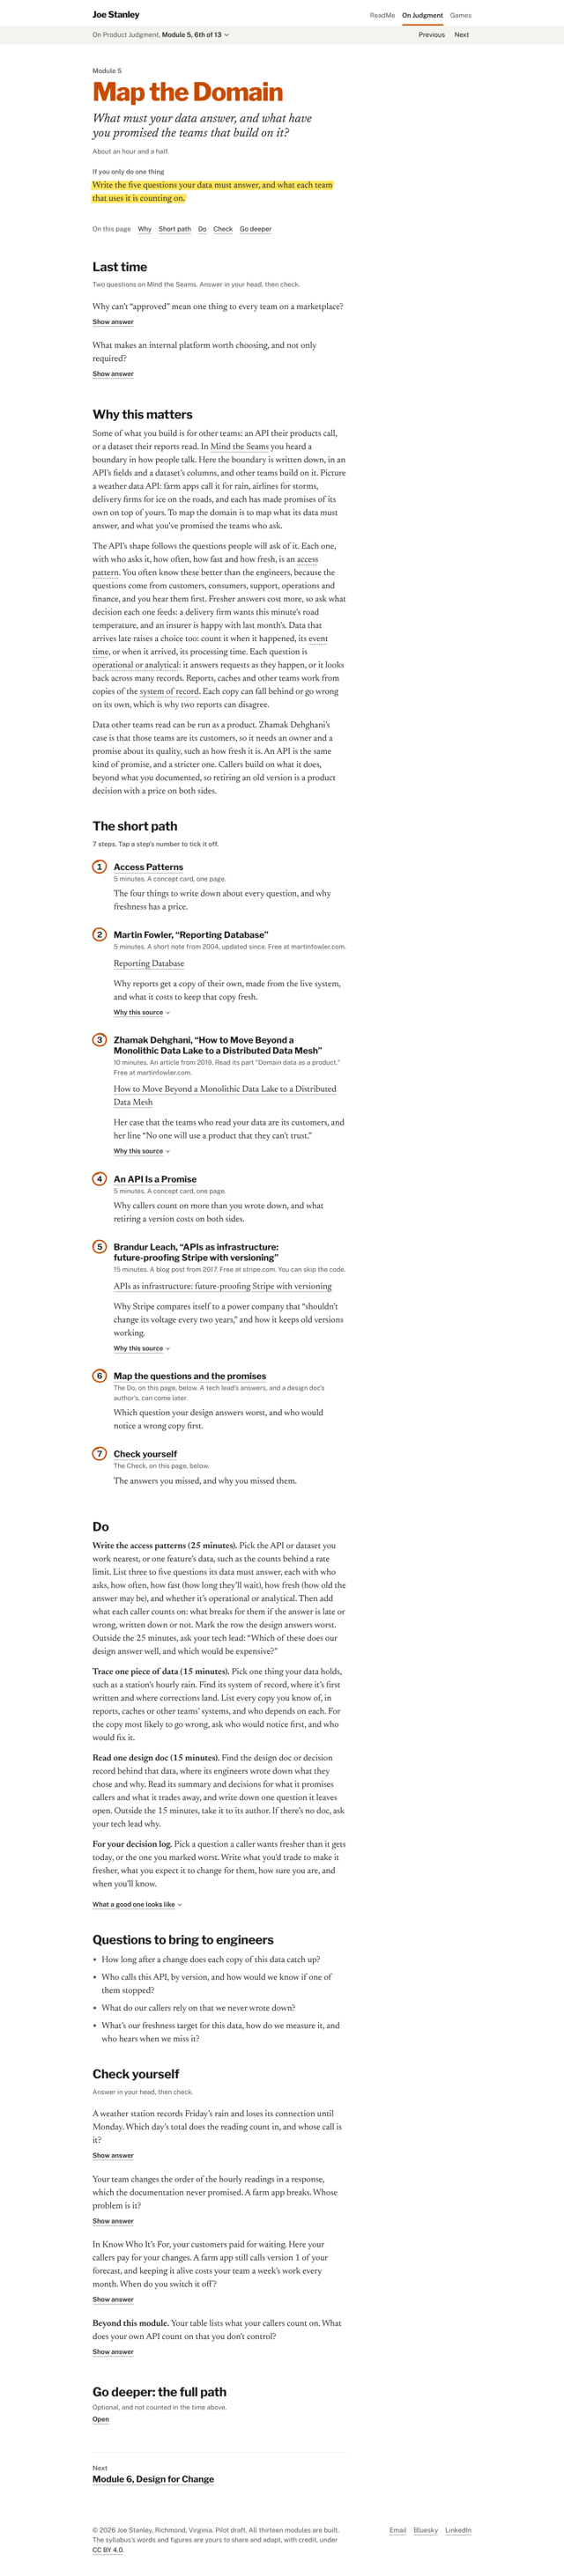 Joe Stanley
ReadMe On Judgment Games
On Product Judgment, Module 5, 6th of 13
Previous Next
Module 5
Map the Domain
What must your data answer, and what have
you promised the teams that build on it?
About an hour and a half.
If you only do one thing
Write the five questions your data must answer, and what each team
that uses it is counting on.
On this page Why Short path Do Check Go deeper
Last time
Two questions on Mind the Seams. Answer in your head, then check.
Why can’t “approved” mean one thing to every team on a marketplace?
Show answer
What makes an internal platform worth choosing, and not only
required?
Show answer
Why this matters
Some of what you build is for other teams: an API their products call,
or a dataset their reports read. In Mind the Seams you heard a
boundary in how people talk. Here the boundary is written down, in an
API’s fields and a dataset’s columns, and other teams build on it. Picture
a weather data API: farm apps call it for rain, airlines for storms,
delivery firms for ice on the roads, and each has made promises of its
own on top of yours. To map the domain is to map what its data must
answer, and what you’ve promised the teams who ask.
The API’s shape follows the questions people will ask of it. Each one,
with who asks it, how often, how fast and how fresh, is an access
pattern. You often know these better than the engineers, because the
questions come from customers, consumers, support, operations and
finance, and you hear them first. Fresher answers cost more, so ask what
decision each one feeds: a delivery firm wants this minute’s road
temperature, and an insurer is happy with last month’s. Data that
arrives late raises a choice too: count it when it happened, its event
time, or when it arrived, its processing time. Each question is
operational or analytical: it answers requests as they happen, or it looks
back across many records. Reports, caches and other teams work from
copies of the system of record. Each copy can fall behind or go wrong
on its own, which is why two reports can disagree.
Data other teams read can be run as a product. Zhamak Dehghani’s
case is that those teams are its customers, so it needs an owner and a
promise about its quality, such as how fresh it is. An API is the same
kind of promise, and a stricter one. Callers build on what it does,
beyond what you documented, so retiring an old version is a product
decision with a price on both sides.
The short path
7 steps. Tap a step’s number to tick it off.
1 Access Patterns
5 minutes. A concept card, one page.
The four things to write down about every question, and why
freshness has a price.
2 Martin Fowler, “Reporting Database”
5 minutes. A short note from 2004, updated since. Free at martinfowler.com.
Reporting Database
Why reports get a copy of their own, made from the live system,
and what it costs to keep that copy fresh.
Why this source
3 Zhamak Dehghani, “How to Move Beyond a
Monolithic Data Lake to a Distributed Data Mesh”
10 minutes. An article from 2019. Read its part “Domain data as a product.”
Free at martinfowler.com.
How to Move Beyond a Monolithic Data Lake to a Distributed
Data Mesh
Her case that the teams who read your data are its customers, and
her line “No one will use a product that they can’t trust.”
Why this source
4 An API Is a Promise
5 minutes. A concept card, one page.
Why callers count on more than you wrote down, and what
retiring a version costs on both sides.
5 Brandur Leach, “APIs as infrastructure:
future-proofing Stripe with versioning”
15 minutes. A blog post from 2017. Free at stripe.com. You can skip the code.
APIs as infrastructure: future-proofing Stripe with versioning
Why Stripe compares itself to a power company that “shouldn’t
change its voltage every two years,” and how it keeps old versions
working.
Why this source
6 Map the questions and the promises
The Do, on this page, below. A tech lead’s answers, and a design doc’s
author’s, can come later.
Which question your design answers worst, and who would
notice a wrong copy first.
7 Check yourself
The Check, on this page, below.
The answers you missed, and why you missed them.
Do
Write the access patterns (25 minutes). Pick the API or dataset you
work nearest, or one feature’s data, such as the counts behind a rate
limit. List three to five questions its data must answer, each with who
asks, how often, how fast (how long they’ll wait), how fresh (how old the
answer may be), and whether it’s operational or analytical. Then add
what each caller counts on: what breaks for them if the answer is late or
wrong, written down or not. Mark the row the design answers worst.
Outside the 25 minutes, ask your tech lead: “Which of these does our
design answer well, and which would be expensive?”
Trace one piece of data (15 minutes). Pick one thing your data holds,
such as a station’s hourly rain. Find its system of record, where it’s first
written and where corrections land. List every copy you know of, in
reports, caches or other teams’ systems, and who depends on each. For
the copy most likely to go wrong, ask who would notice first, and who
would fix it.
Read one design doc (15 minutes). Find the design doc or decision
record behind that data, where its engineers wrote down what they
chose and why. Read its summary and decisions for what it promises
callers and what it trades away, and write down one question it leaves
open. Outside the 15 minutes, take it to its author. If there’s no doc, ask
your tech lead why.
For your decision log. Pick a question a caller wants fresher than it gets
today, or the one you marked worst. Write what you’d trade to make it
fresher, what you expect it to change for them, how sure you are, and
when you’ll know.
What a good one looks like
Questions to bring to engineers
• How long after a change does each copy of this data catch up?
• Who calls this API, by version, and how would we know if one of
them stopped?
• What do our callers rely on that we never wrote down?
• What’s our freshness target for this data, how do we measure it, and
who hears when we miss it?
Check yourself
Answer in your head, then check.
A weather station records Friday’s rain and loses its connection until
Monday. Which day’s total does the reading count in, and whose call is
it?
Show answer
Your team changes the order of the hourly readings in a response,
which the documentation never promised. A farm app breaks. Whose
problem is it?
Show answer
In Know Who It’s For, your customers paid for waiting. Here your
callers pay for your changes. A farm app still calls version 1 of your
forecast, and keeping it alive costs your team a week’s work every
month. When do you switch it off?
Show answer
Beyond this module. Your table lists what your callers count on. What
does your own API count on that you don’t control?
Show answer
Go deeper: the full path
Optional, and not counted in the time above.
Open
Next
Module 6, Design for Change
© 2026 Joe Stanley, Richmond, Virginia. Pilot draft. All thirteen modules are built.
The syllabus’s words and figures are yours to share and adapt, with credit, under
CC BY 4.0.
Email Bluesky LinkedIn